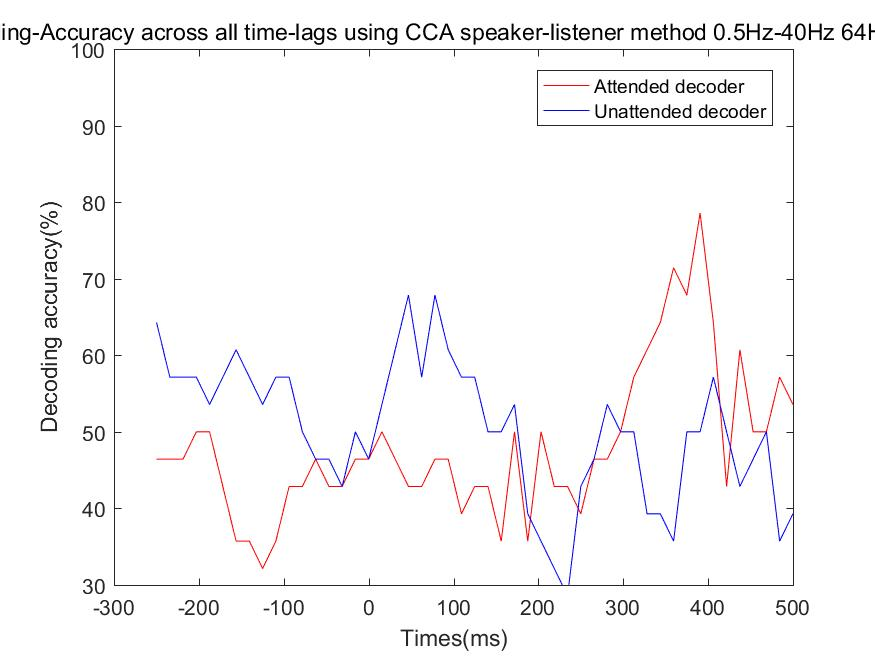 ing-Accuracy across all time-lags using CCA speaker-listener method 0.5Hz-40Hz 64H
100
90
80
70
60
50
40
30
Decoding accuracy(%)
Attended decoder
Unattended decoder
-300 -200 -100 0 100 200 300 400 500
Times(ms)